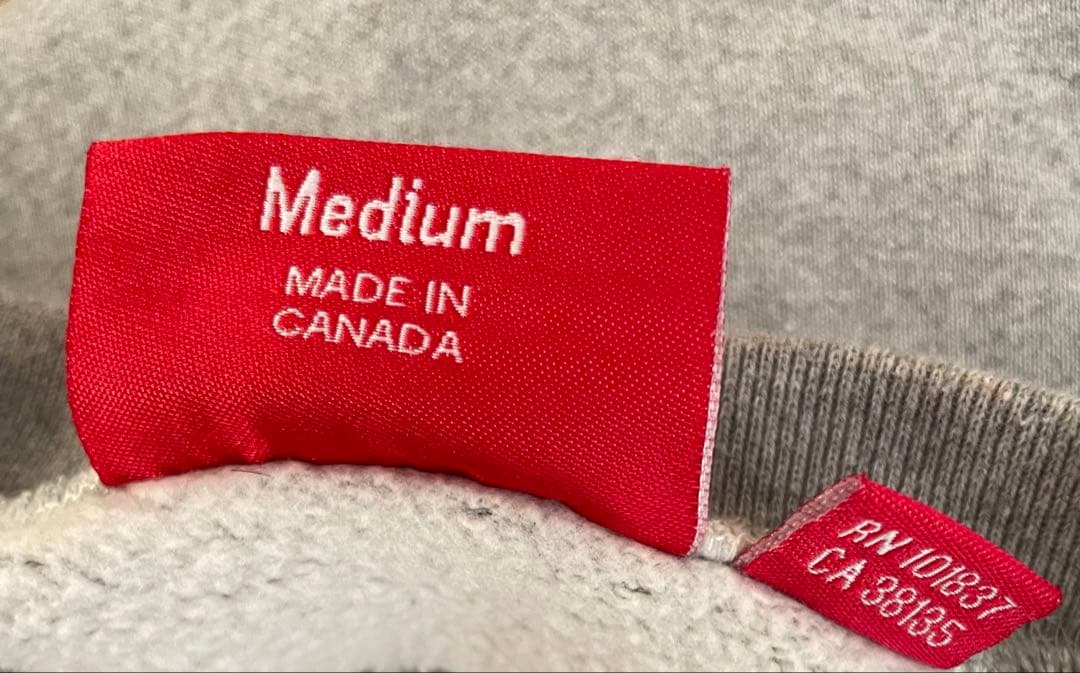 Medium
MADE IN
CANADA
RN 101837
CA 38135